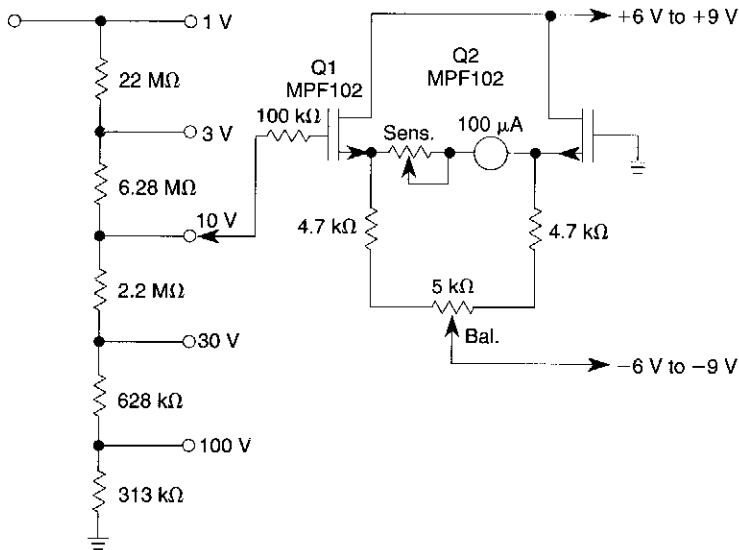 1 V
+6 V to +9 V
Q1
MPF102
Q2
MPF102
22 MΩ
100 kΩ
3 V
Sens.
100 μA
6.28 MΩ
10 V
4.7 kΩ
4.7 kΩ
2.2 MΩ
5 kΩ
Bal.
30 V
−6 V to −9 V
628 kΩ
100 V
313 kΩ